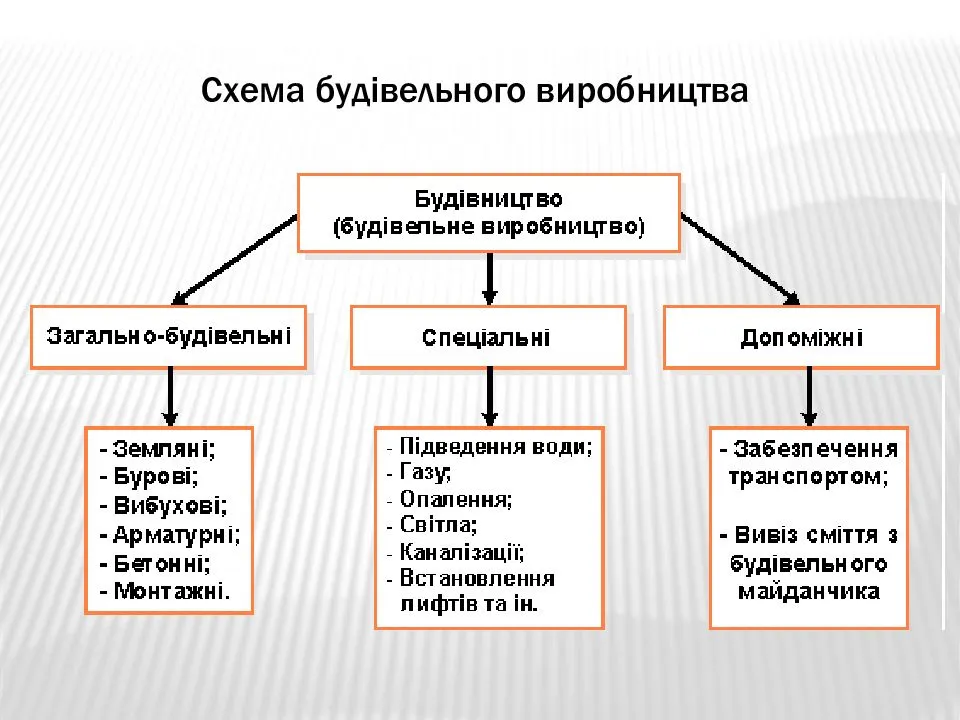 Схема будівельного виробництва
Будівництво
(будівельне виробництво)
Загально-будівельні
Спеціальні
Допоміжні
- Земляні;
- Бурові;
- Вибухові;
- Арматурні;
- Бетонні;
- Монтажні.
- Підведення води;
- Газу;
- Опалення;
- Світла;
- Каналізації;
- Встановлення
лифтів та ін.
- Забезпечення
транспортом;
- Вивіз сміття з
будівельного
майданчика